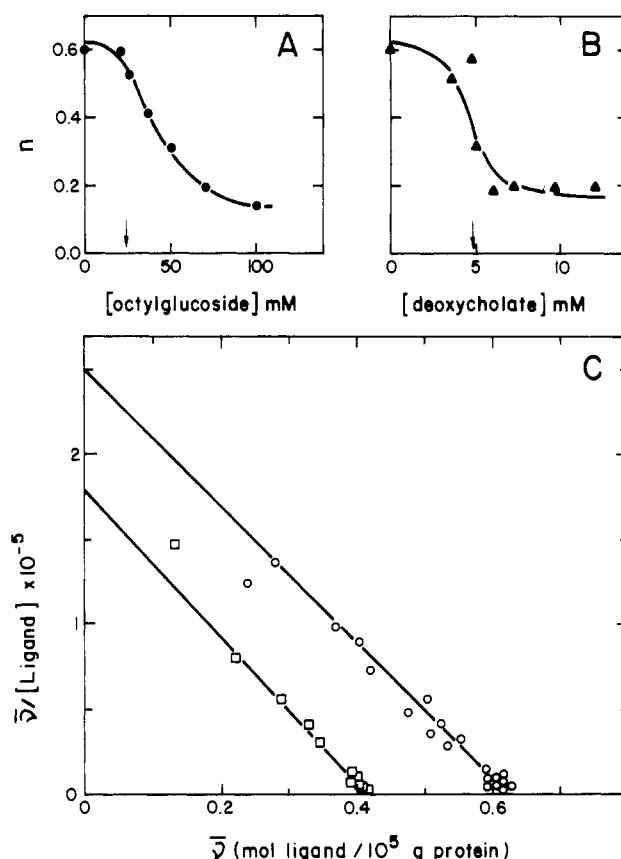 A
B
0.6
0.4
0.2
0.0
n
0
50
100
0
5
10
[octylglucoside] mM
[deoxycholate] mM
C
2
1
0
ν̅/[Ligand] x10⁻⁵
0
0.2
0.4
0.6
ν̅ (mol ligand/10⁵ g protein)